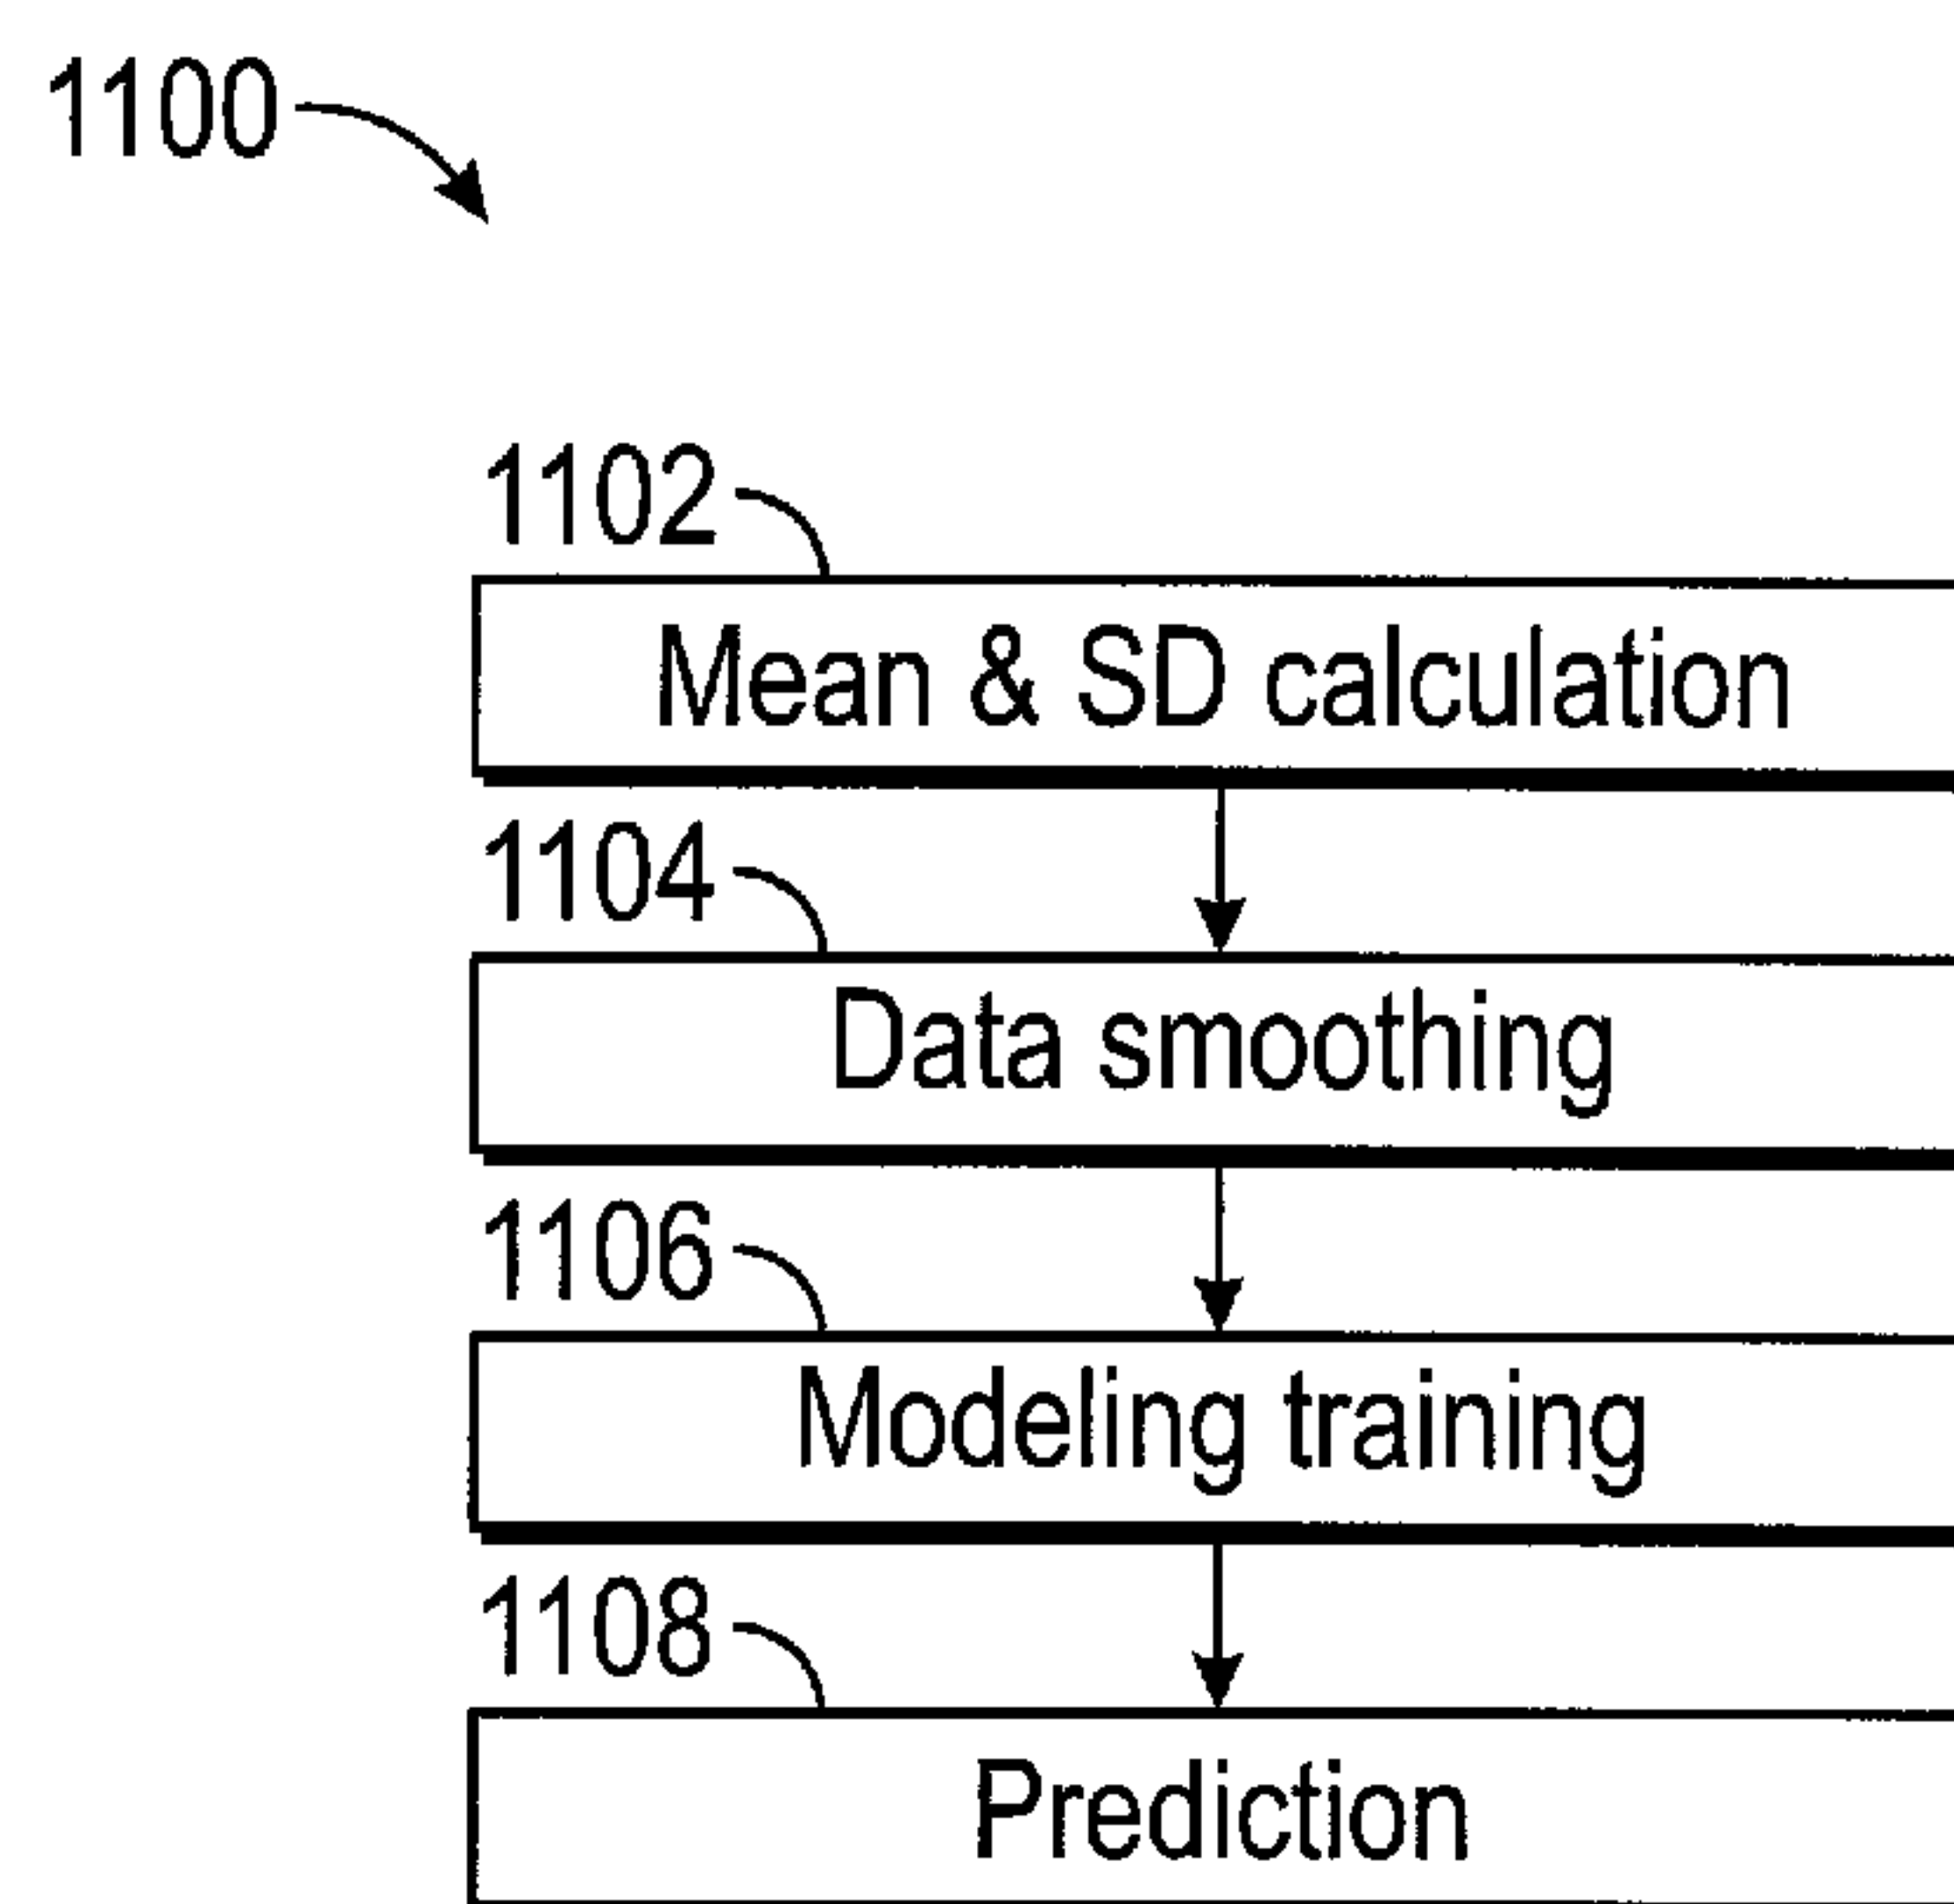 1100
1102
Mean & SD calculation
1104
Data smoothing
1106
Modeling training
1108
Prediction